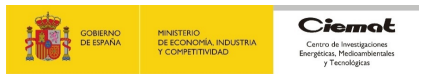 GOBIERNO
DE ESPAÑA
MINISTERIO
DE ECONOMÍA, INDUSTRIA
Y COMPETITIVIDAD
Ciemat
Centro de Investigaciones
Energéticas, Medioambientales
y Tecnológicas